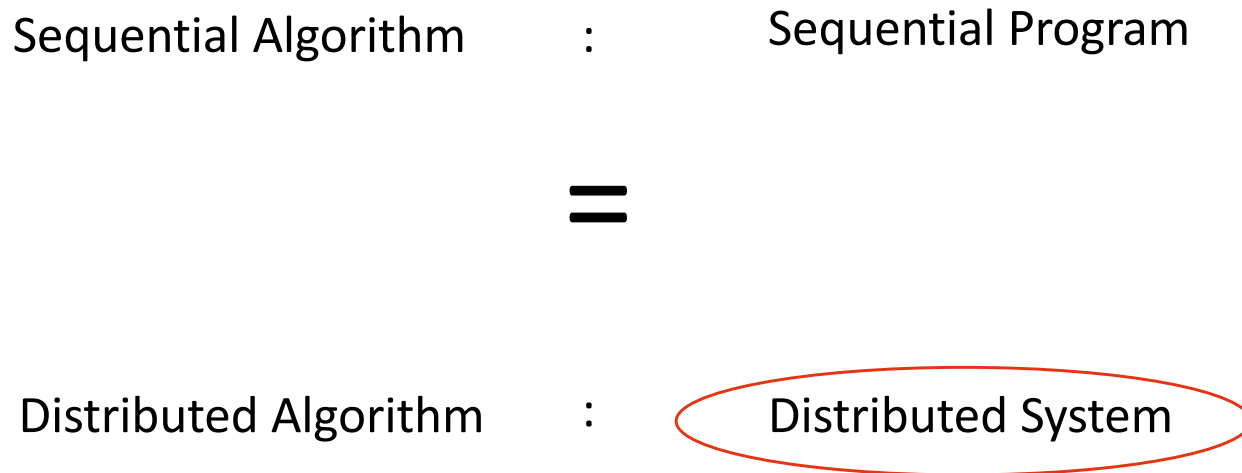 Sequential Algorithm : Sequential Program
=
Distributed Algorithm : Distributed System